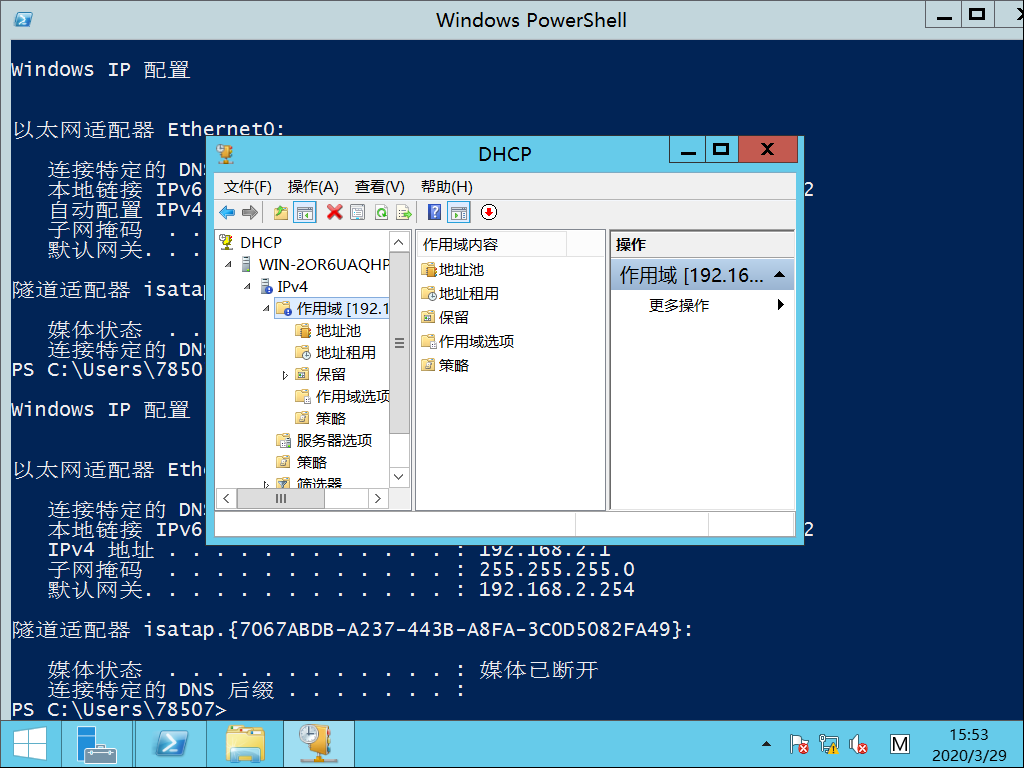 Windows PowerShell
Windows IP 配置
以太网适配器 Ethernet0:
连接特定的 DNS
本地链接 IPv6
2
自动配置 IPv4
子网掩码 . .
默认网关. . .
隧道适配器 isatap
媒体状态 . .
连接特定的 DNS
PS C:\Users\7850
Windows IP 配置
以太网适配器 Eth
连接特定的 DNS
本地链接 IPv6
2
IPv4 地址 . . . . . . . . . . . . : 192.168.2.1
子网掩码 . . . . . . . . . . . . : 255.255.255.0
默认网关. . . . . . . . . . . . . : 192.168.2.254
隧道适配器 isatap.{7067ABDB-A237-443B-A8FA-3C0D5082FA49}:
媒体状态 . . . . . . . . . . . . : 媒体已断开
连接特定的 DNS 后缀 . . . . . . . :
PS C:\Users\78507>
DHCP
文件(F) 操作(A) 查看(V) 帮助(H)
DHCP
WIN-2OR6UAQHP
IPv4
作用域 [192.1
地址池
地址租用
保留
作用域选项
策略
服务器选项
策略
筛选器
作用域内容
地址池
地址租用
保留
作用域选项
策略
操作
作用域 [192.16...
更多操作
M
15:53
2020/3/29